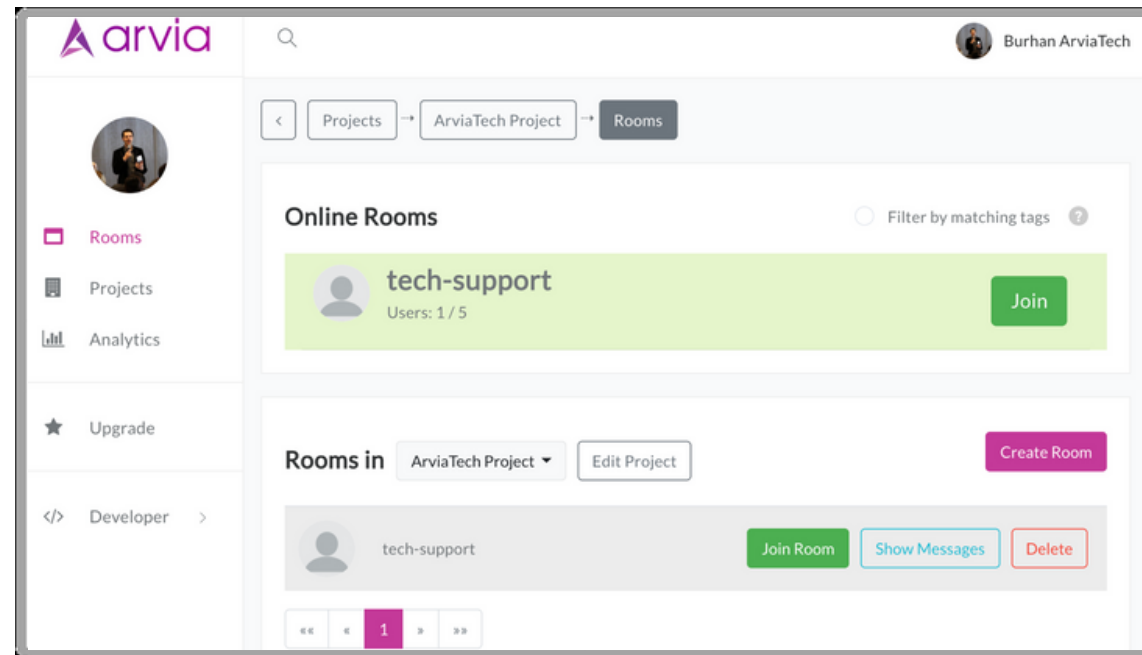 arvia
Burhan ArviaTech
< Projects → ArviaTech Project → Rooms
Online Rooms
Filter by matching tags ?
Rooms
Projects
Analytics
Upgrade
</> Developer >
tech-support
Users: 1 / 5
Join
Rooms in ArviaTech Project Edit Project
Create Room
tech-support Join Room Show Messages Delete
«« « 1 » »»